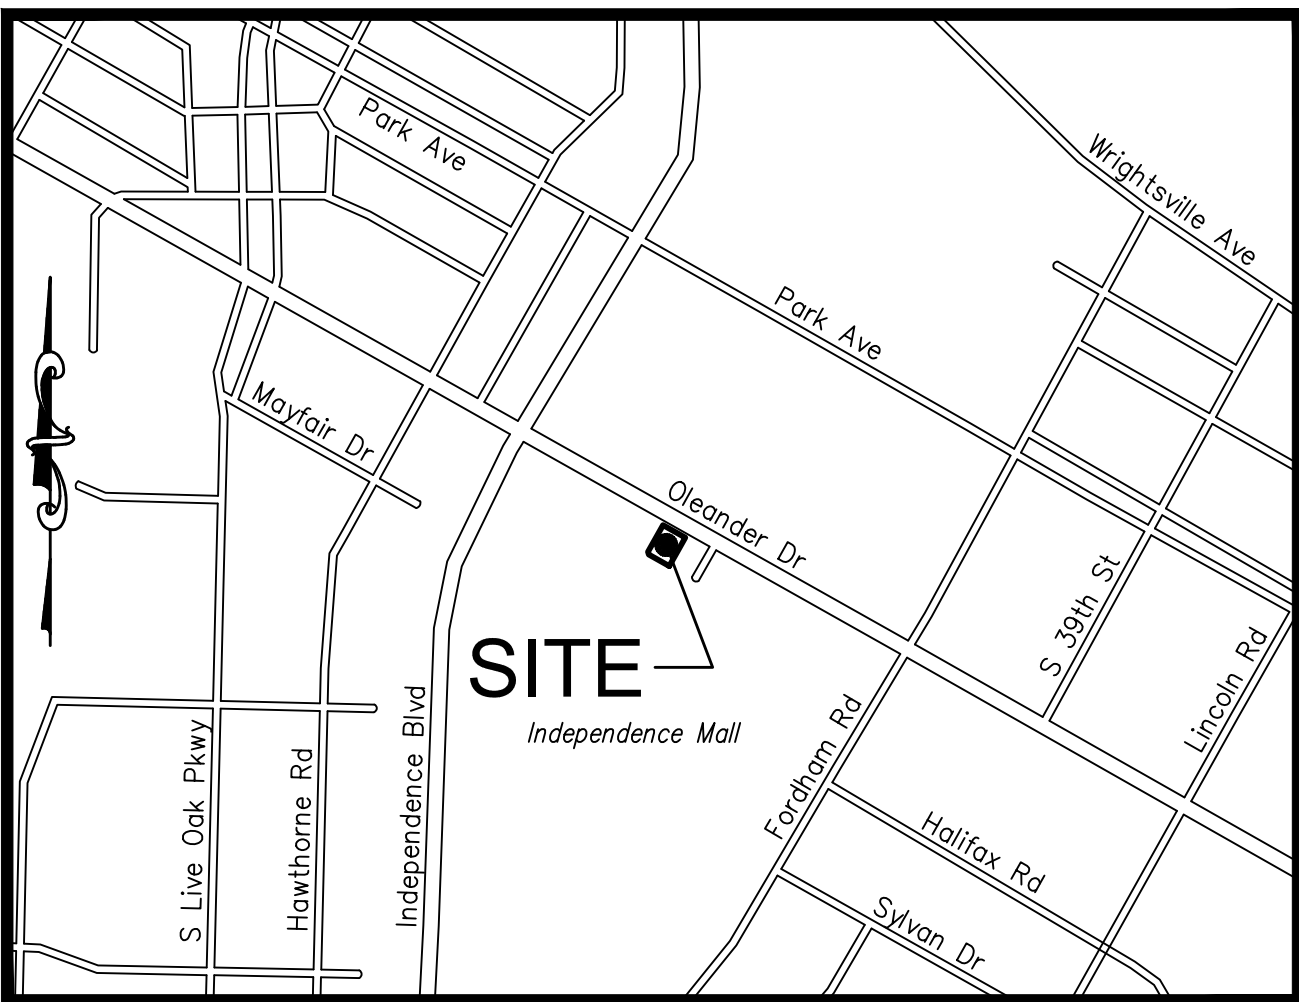 Park Ave
Wrightsville Ave
Park Ave
Mayfair Dr
Oleander Dr
S 39th St
SITE
Independence Mall
Lincoln Rd
Fordham Rd
Independence Blvd
Hawthorne Rd
S Live Oak Pkwy
Halifax Rd
Sylvan Dr